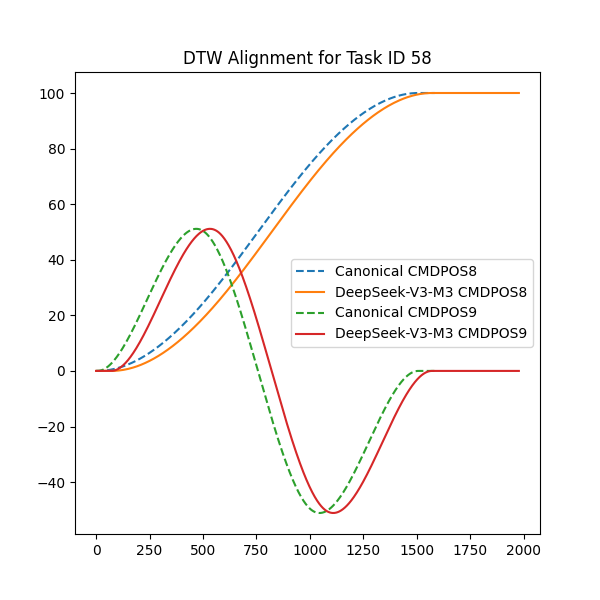 DTW Alignment for Task ID 58
100
80
60
40
20
0
−20
−40
Canonical CMDPOS8
DeepSeek-V3-M3 CMDPOS8
Canonical CMDPOS9
DeepSeek-V3-M3 CMDPOS9
0 250 500 750 1000 1250 1500 1750 2000